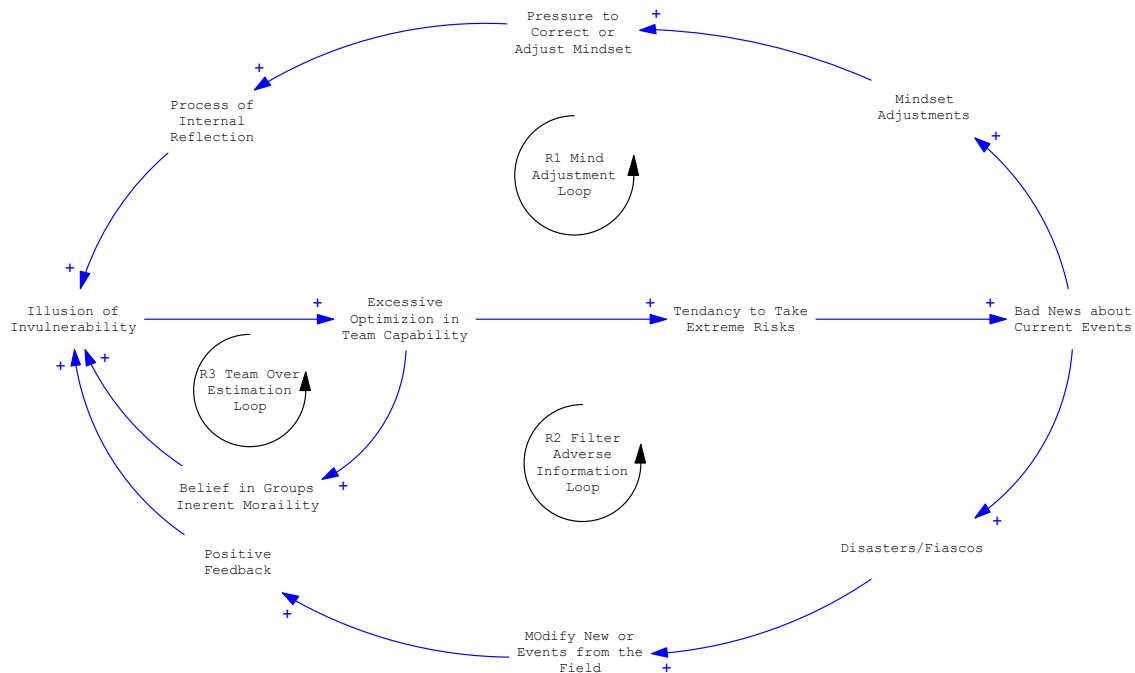 Pressure to
Correct or
Adjust Mindset
+
+
Process of
Internal
Reflection
Mindset
Adjustments
+
R1 Mind
Adjustment
Loop
+
Illusion of
Invulnerability
+
Excessive
Optimizion in
Team Capability
+
Tendancy to Take
Extreme Risks
+
Bad News about
Current Events
+
+
R3 Team Over
Estimation
Loop
R2 Filter
Adverse
Information
Loop
Belief in Groups
Inerent Moraility
+
+
Positive
Feedback
Disasters/Fiascos
+
MOdify New or
Events from the
Field
+